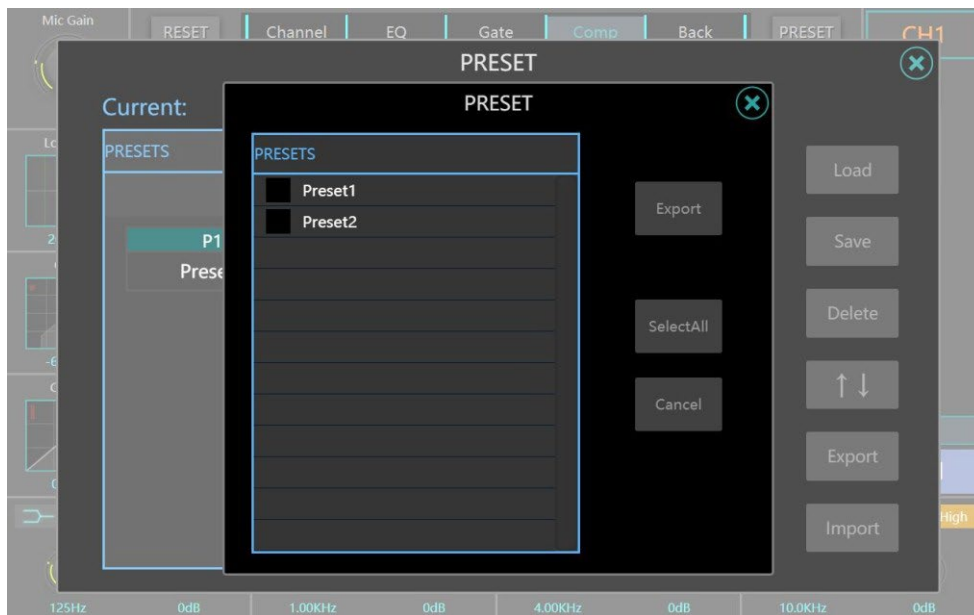 Mic Gain
RESET
Channel
EQ
Gate
Comp
Back
PRESET
CH1
PRESET
Current:
PRESETS
P1
PRESET
PRESETS
Preset1
Preset2
Export
SelectAll
Cancel
Load
Save
Delete
↑↓
Export
Import
High
125Hz
0dB
1.00KHz
0dB
4.00KHz
0dB
10.0KHz
0dB